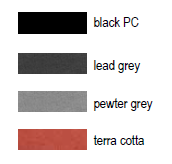 black PC
lead grey
pewter grey
terra cotta